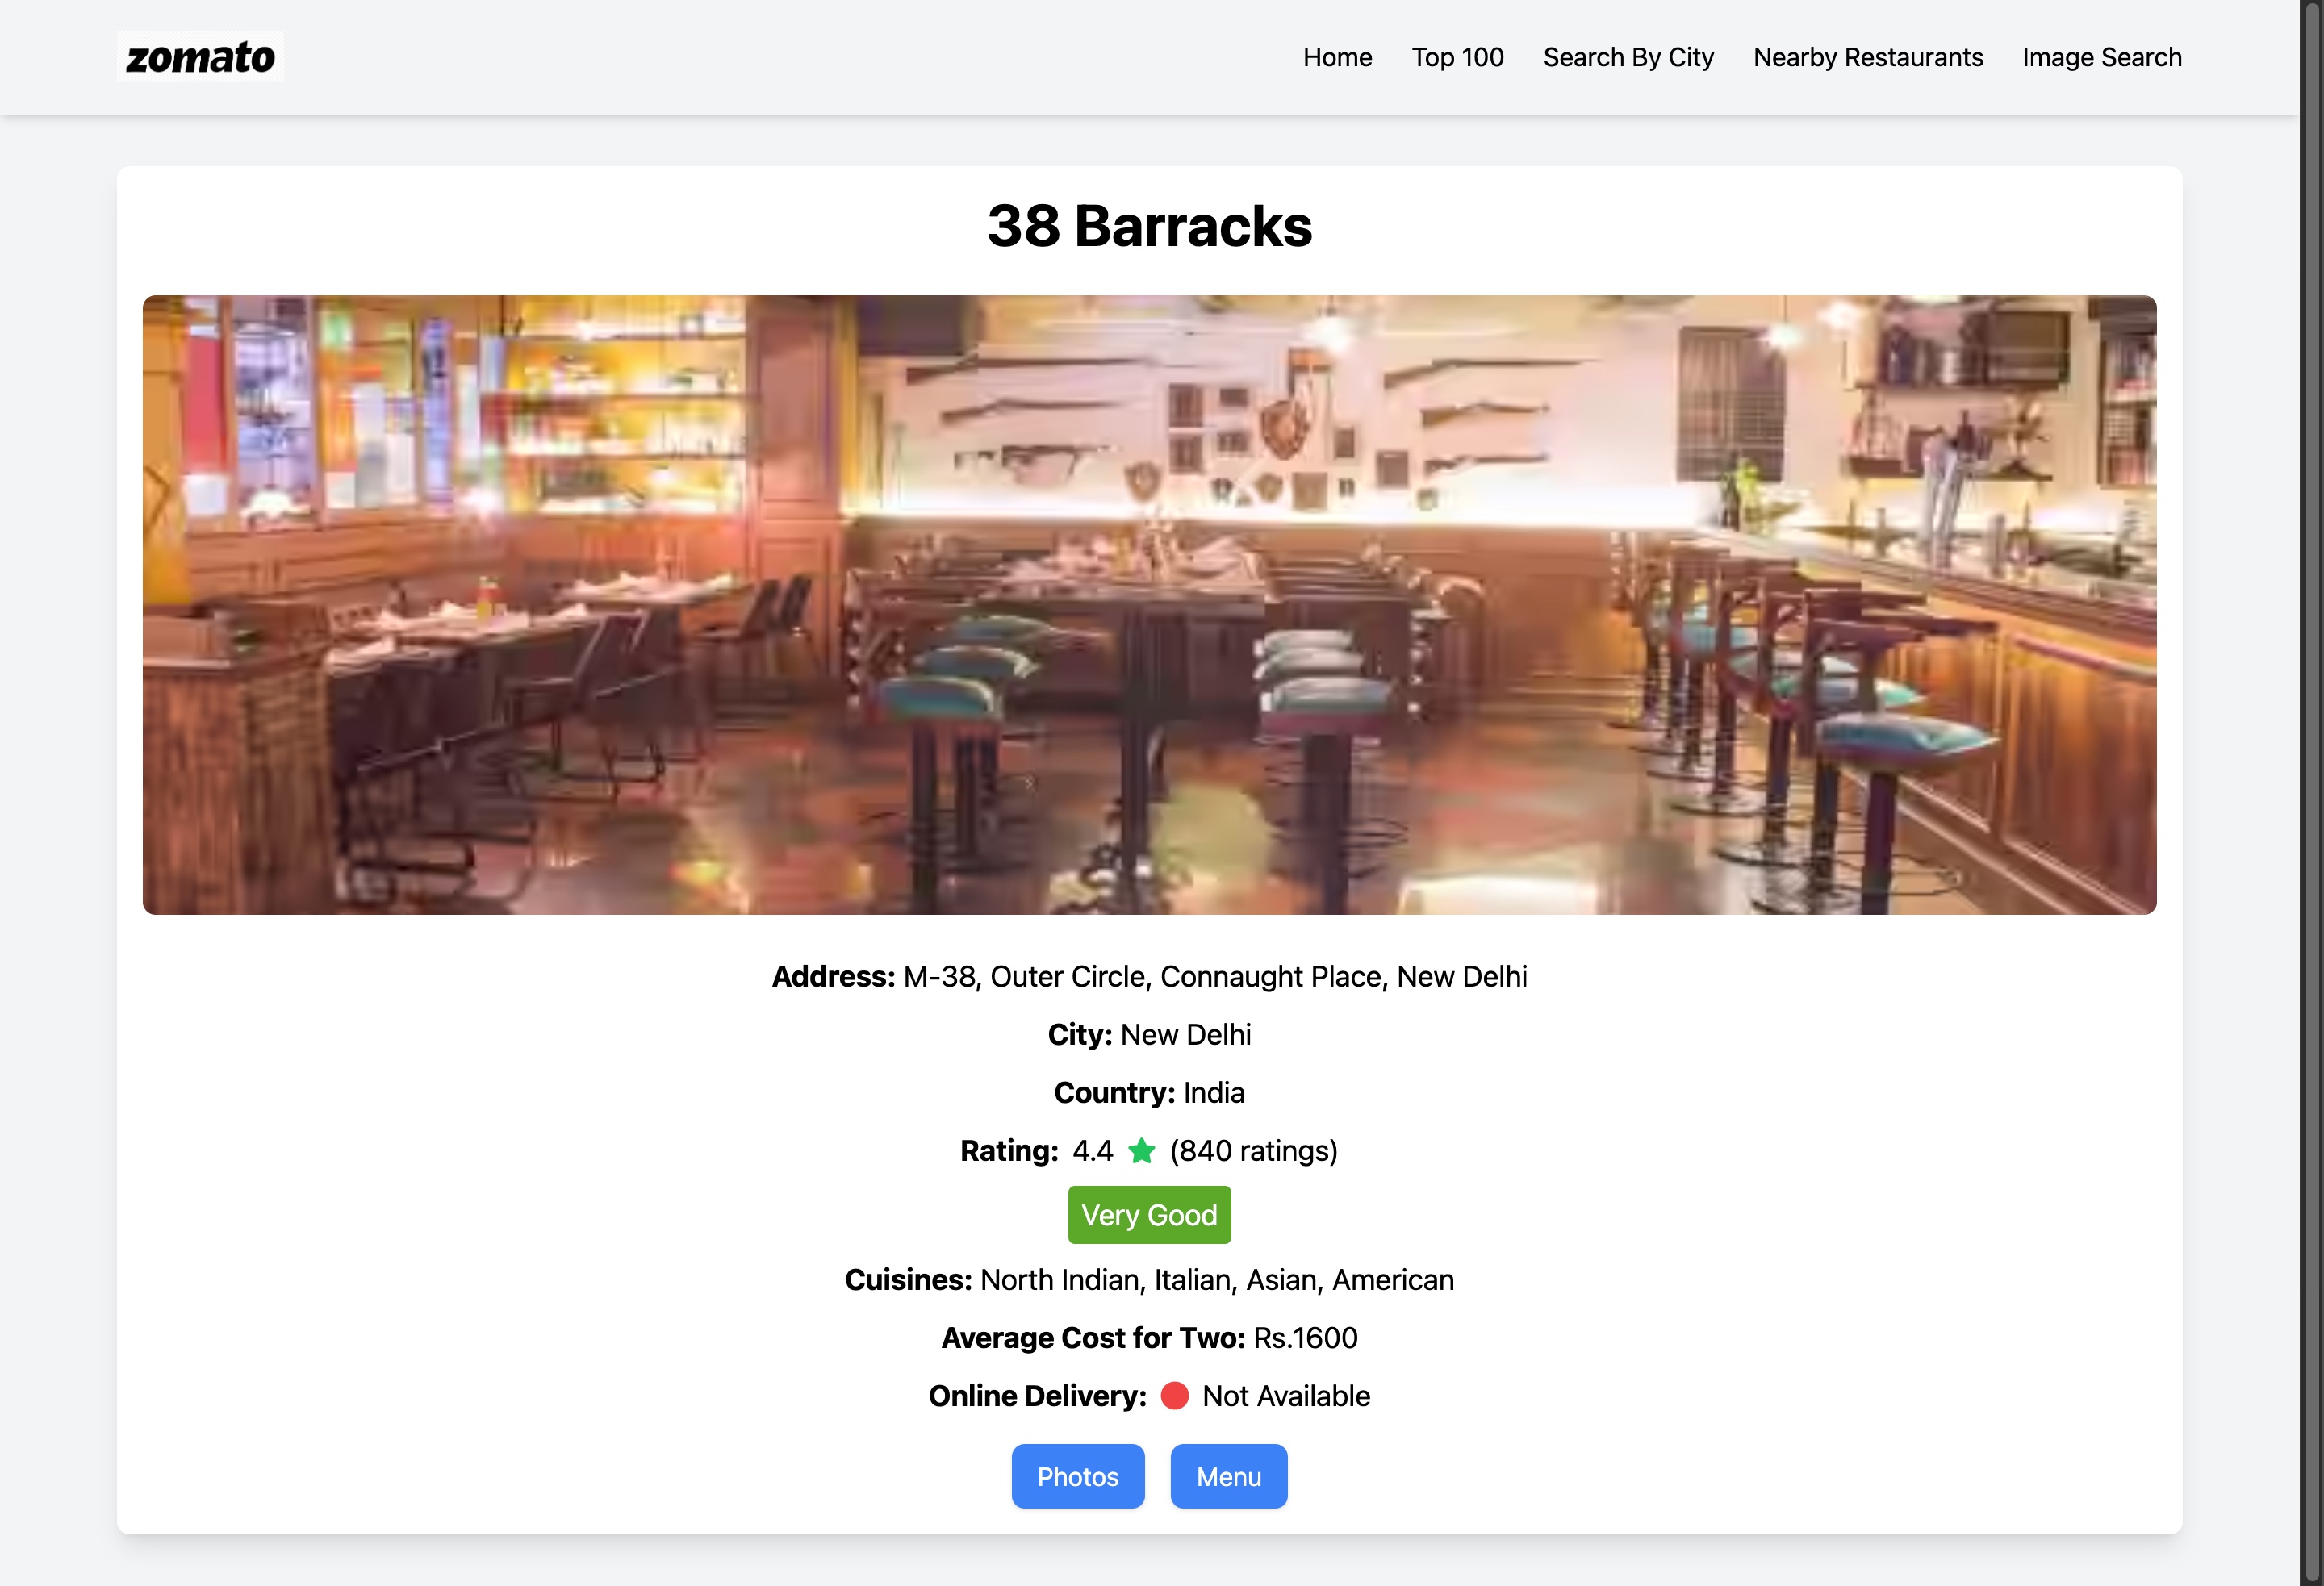 zomato
Home Top 100 Search By City Nearby Restaurants Image Search
38 Barracks
Address: M-38, Outer Circle, Connaught Place, New Delhi
City: New Delhi
Country: India
Rating: 4.4 (840 ratings)
Very Good
Cuisines: North Indian, Italian, Asian, American
Average Cost for Two: Rs.1600
Online Delivery: Not Available
Photos Menu